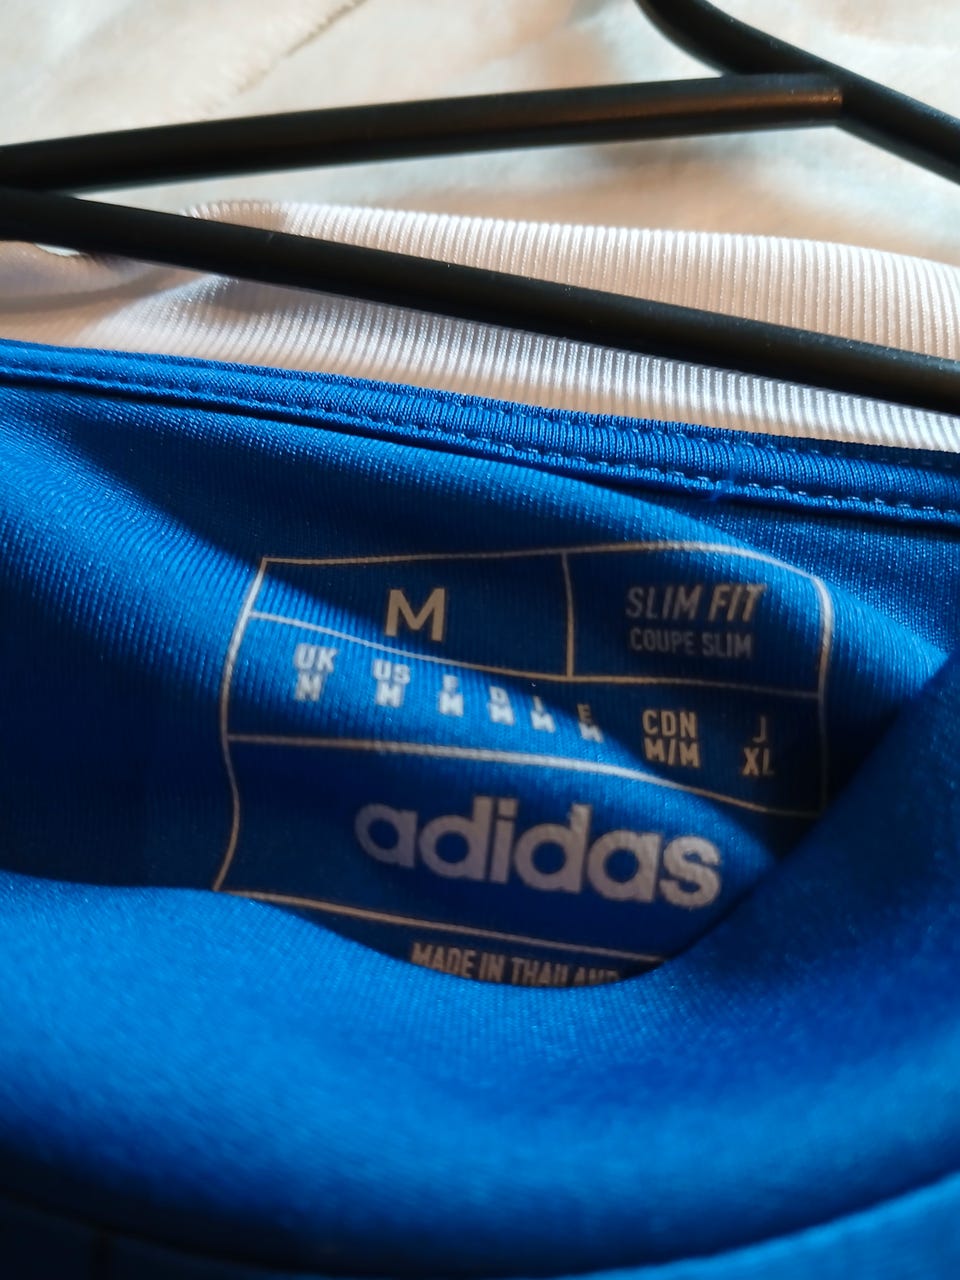 M
SLIM FIT
COUPE SLIM
UK US F D I E CDN J
M M M M M M M/M XL
adidas
MADE IN THAILAND